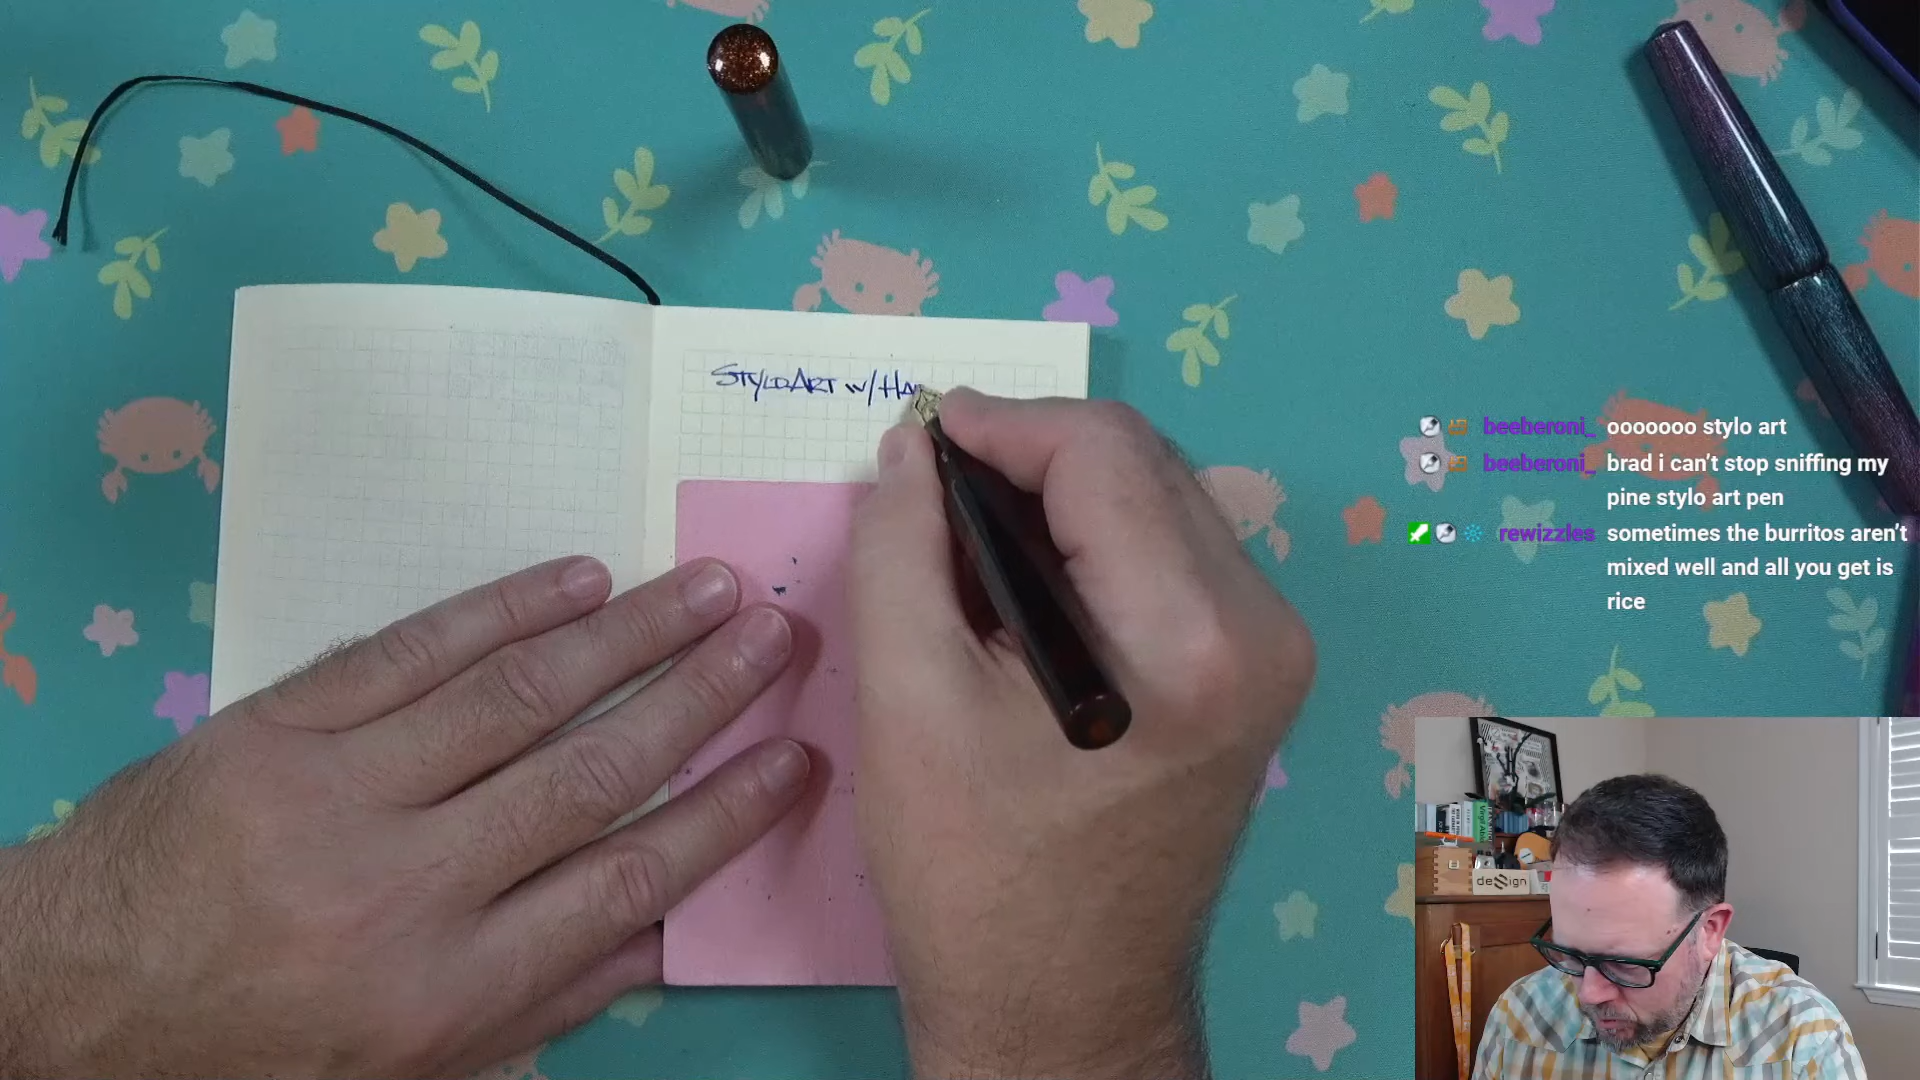 StyloArt w/ Ha
beeberoni_ ooooooo stylo art
beeberoni_ brad i can't stop sniffing my
pine stylo art pen
rewizzles sometimes the burritos aren't
mixed well and all you get is
rice
design